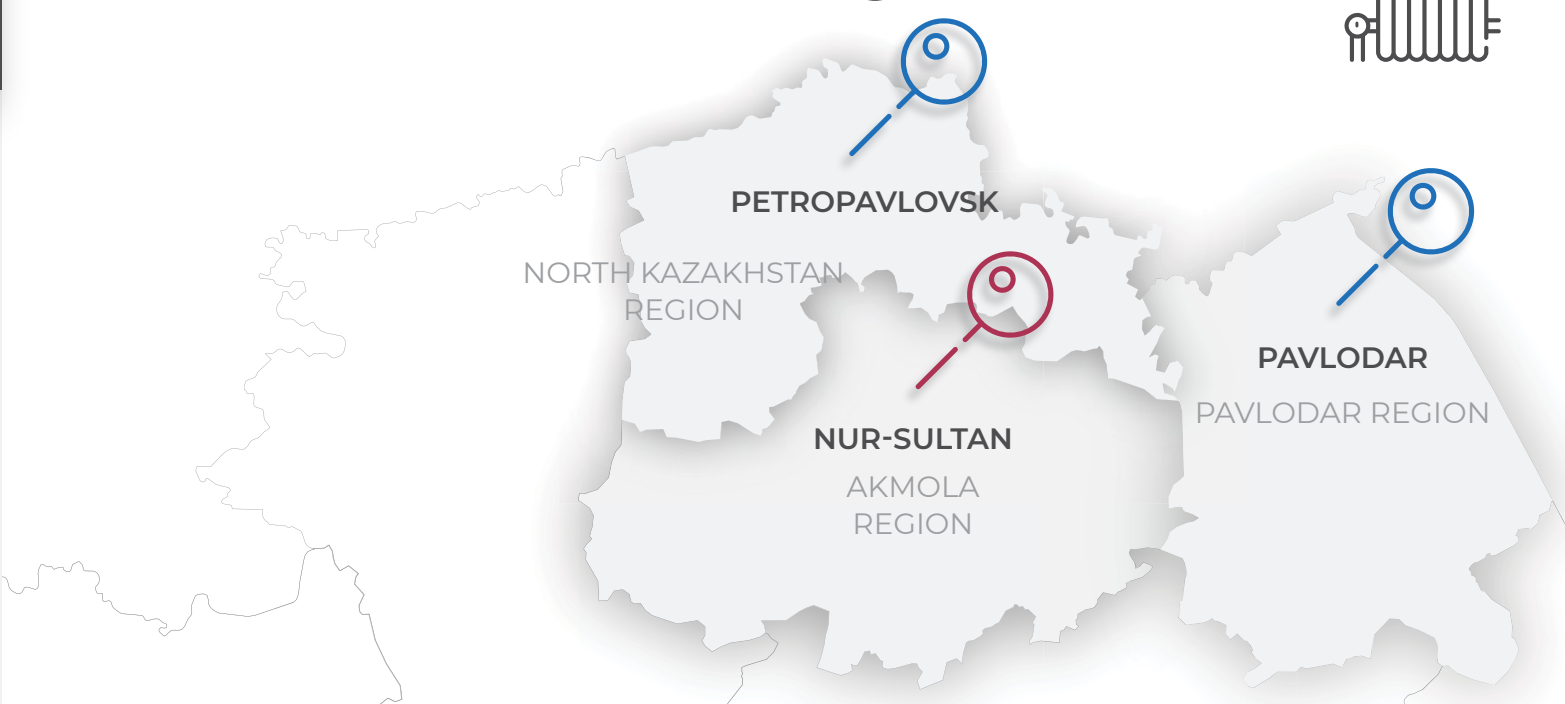 PETROPAVLOVSK
NORTH KAZAKHSTAN
REGION
PAVLODAR
PAVLODAR REGION
NUR-SULTAN
AKMOLA
REGION